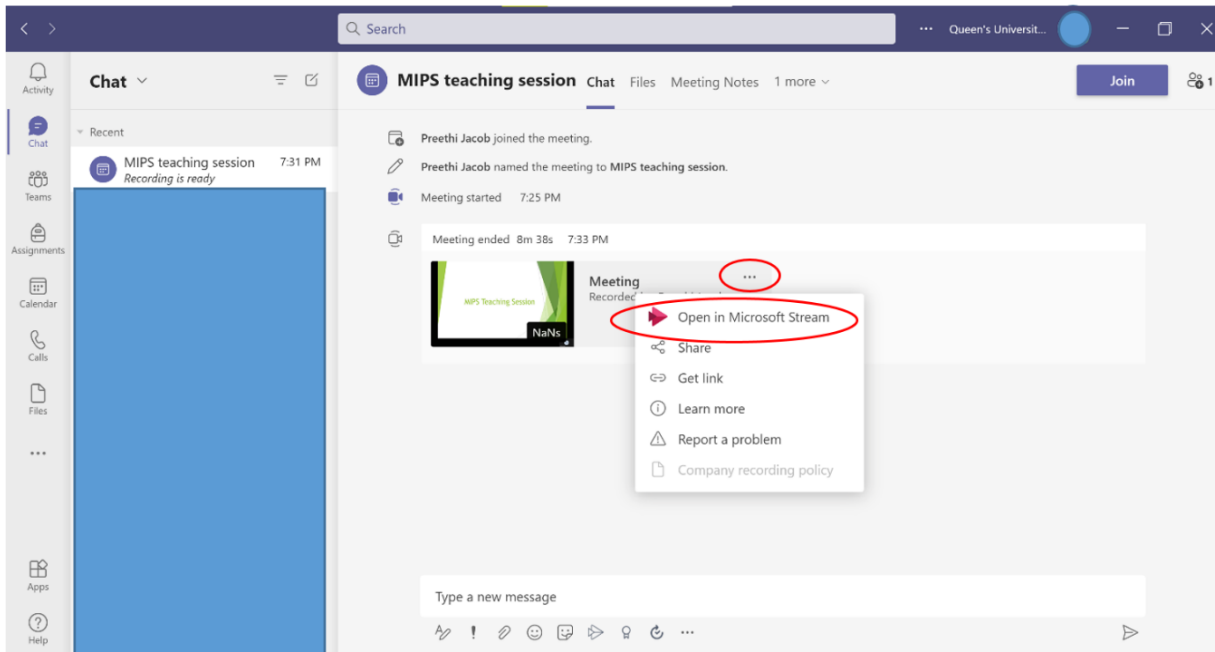 Search
Queen's Universit...
Activity
Chat
Teams
Assignments
Calendar
Calls
Files
Apps
Help
Chat
Recent
MIPS teaching session 7:31 PM
Recording is ready
MIPS teaching session Chat Files Meeting Notes 1 more
Join
1
Preethi Jacob joined the meeting.
Preethi Jacob named the meeting to MIPS teaching session.
Meeting started 7:25 PM
Meeting ended 8m 38s 7:33 PM
MIPS Teaching Session
NaNs
Meeting
Recorded
Open in Microsoft Stream
Share
Get link
Learn more
Report a problem
Company recording policy
Type a new message